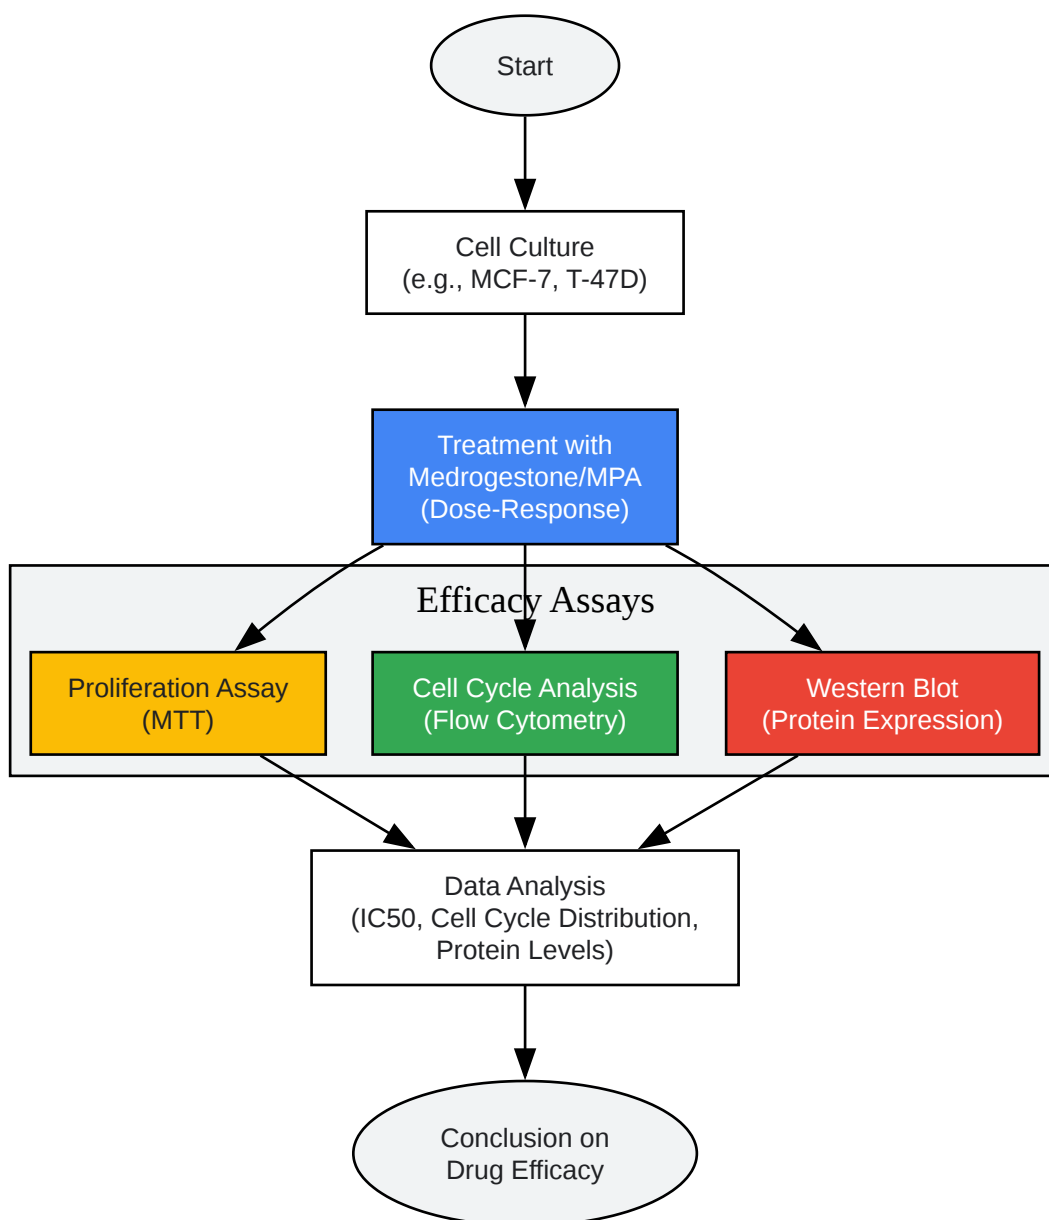 Start
Cell Culture
(e.g., MCF-7, T-47D)
Treatment with
Medrogestone/MPA
(Dose-Response)
Efficacy Assays
Proliferation Assay
(MTT)
Cell Cycle Analysis
(Flow Cytometry)
Western Blot
(Protein Expression)
Data Analysis
(IC50, Cell Cycle Distribution,
Protein Levels)
Conclusion on
Drug Efficacy